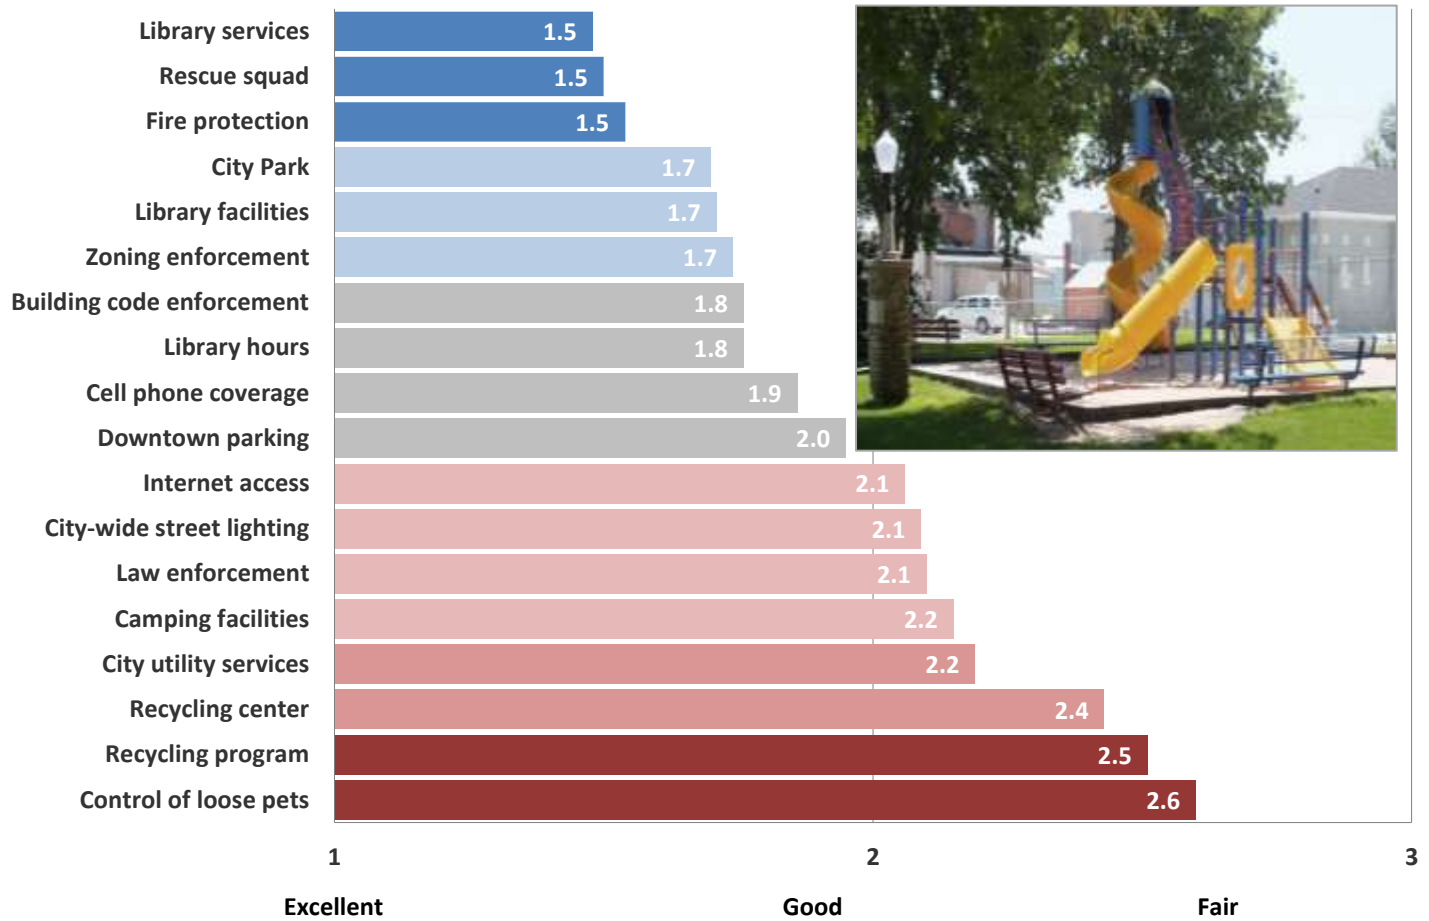 Library services 1.5
Rescue squad 1.5
Fire protection 1.5
City Park 1.7
Library facilities 1.7
Zoning enforcement 1.7
Building code enforcement 1.8
Library hours 1.8
Cell phone coverage 1.9
Downtown parking 2.0
Internet access 2.1
City-wide street lighting 2.1
Law enforcement 2.1
Camping facilities 2.2
City utility services 2.2
Recycling center 2.4
Recycling program 2.5
Control of loose pets 2.6
1 2 3
Excellent Good Fair